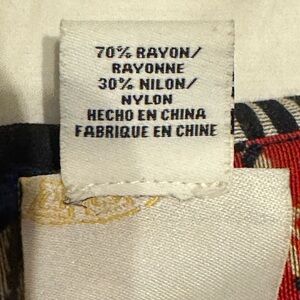 70% RAYON/
RAYONNE
30% NILON/
NYLON
HECHO EN CHINA
FABRIQUE EN CHINE